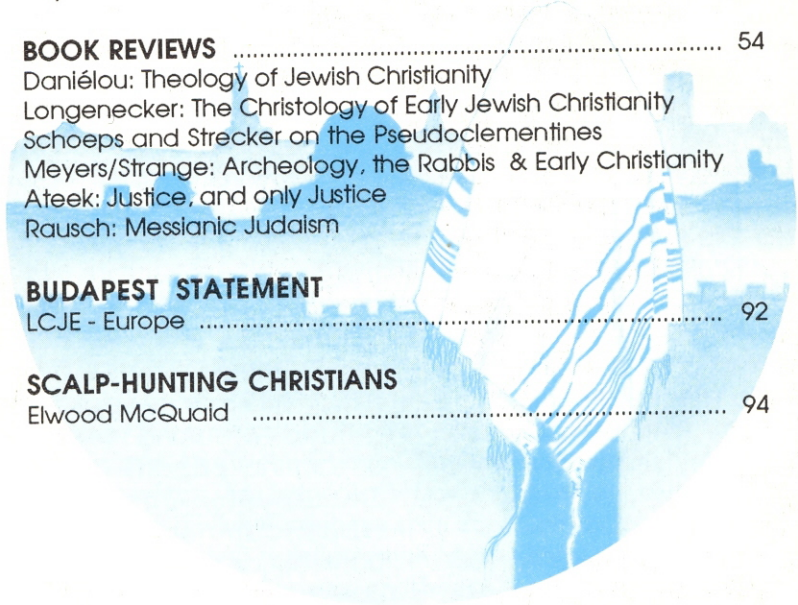 BOOK REVIEWS ........................................................................ 54
Daniélou: Theology of Jewish Christianity
Longenecker: The Christology of Early Jewish Christianity
Schoeps and Strecker on the Pseudoclementines
Meyers/Strange: Archeology, the Rabbis & Early Christianity
Ateek: Justice, and only Justice
Rausch: Messianic Judaism
BUDAPEST STATEMENT
LCJE - Europe ............................................................................. 92
SCALP-HUNTING CHRISTIANS
Elwood McQuaid ...................................................................... 94